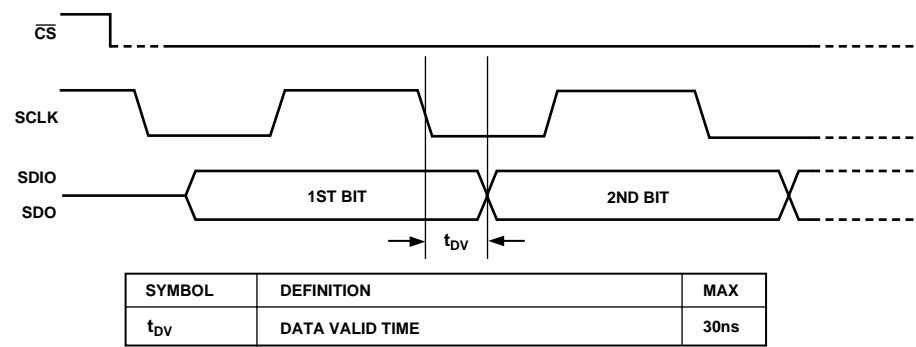 CS
SCLK
SDIO
SDO
1ST BIT
2ND BIT
tDV
SYMBOL DEFINITION MAX
tDV DATA VALID TIME 30ns